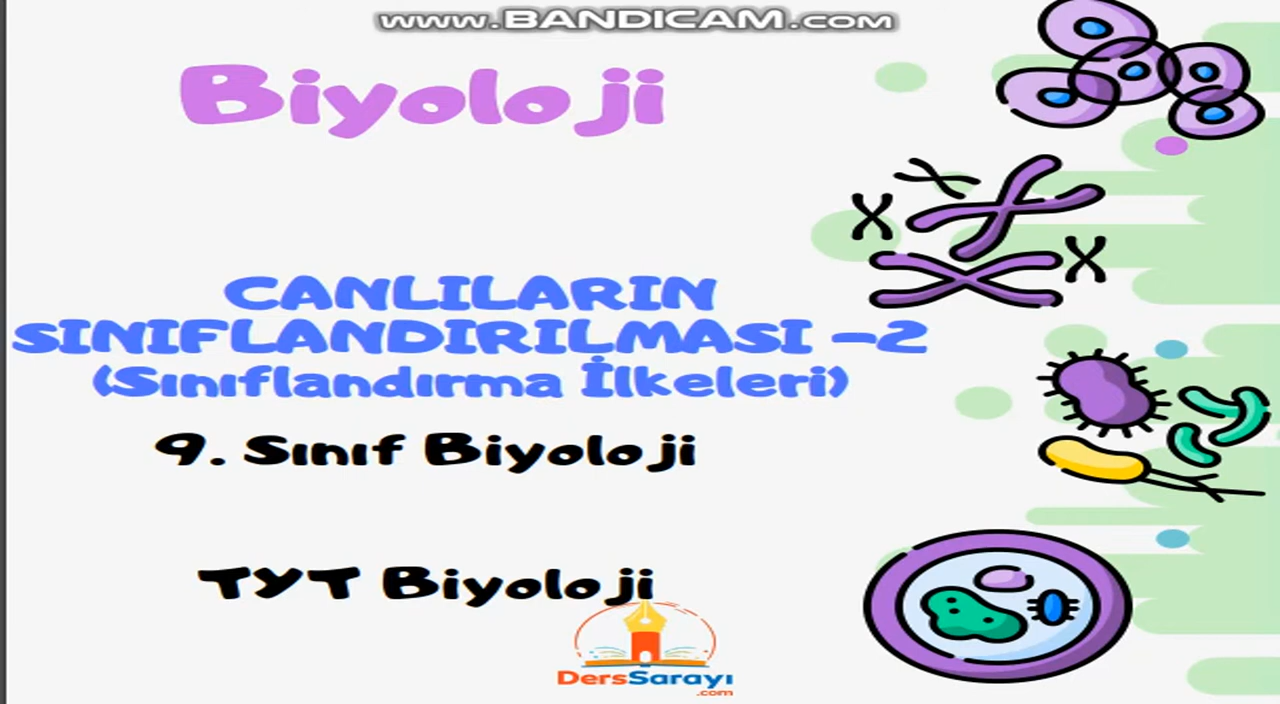 www.BANDICAM.com
Biyoloji
CANLILARIN
SINIFLANDIRILMASI -2
(Sınıflandırma İlkeleri)
9. Sınıf Biyoloji
TYT Biyoloji
DersSarayı
.com